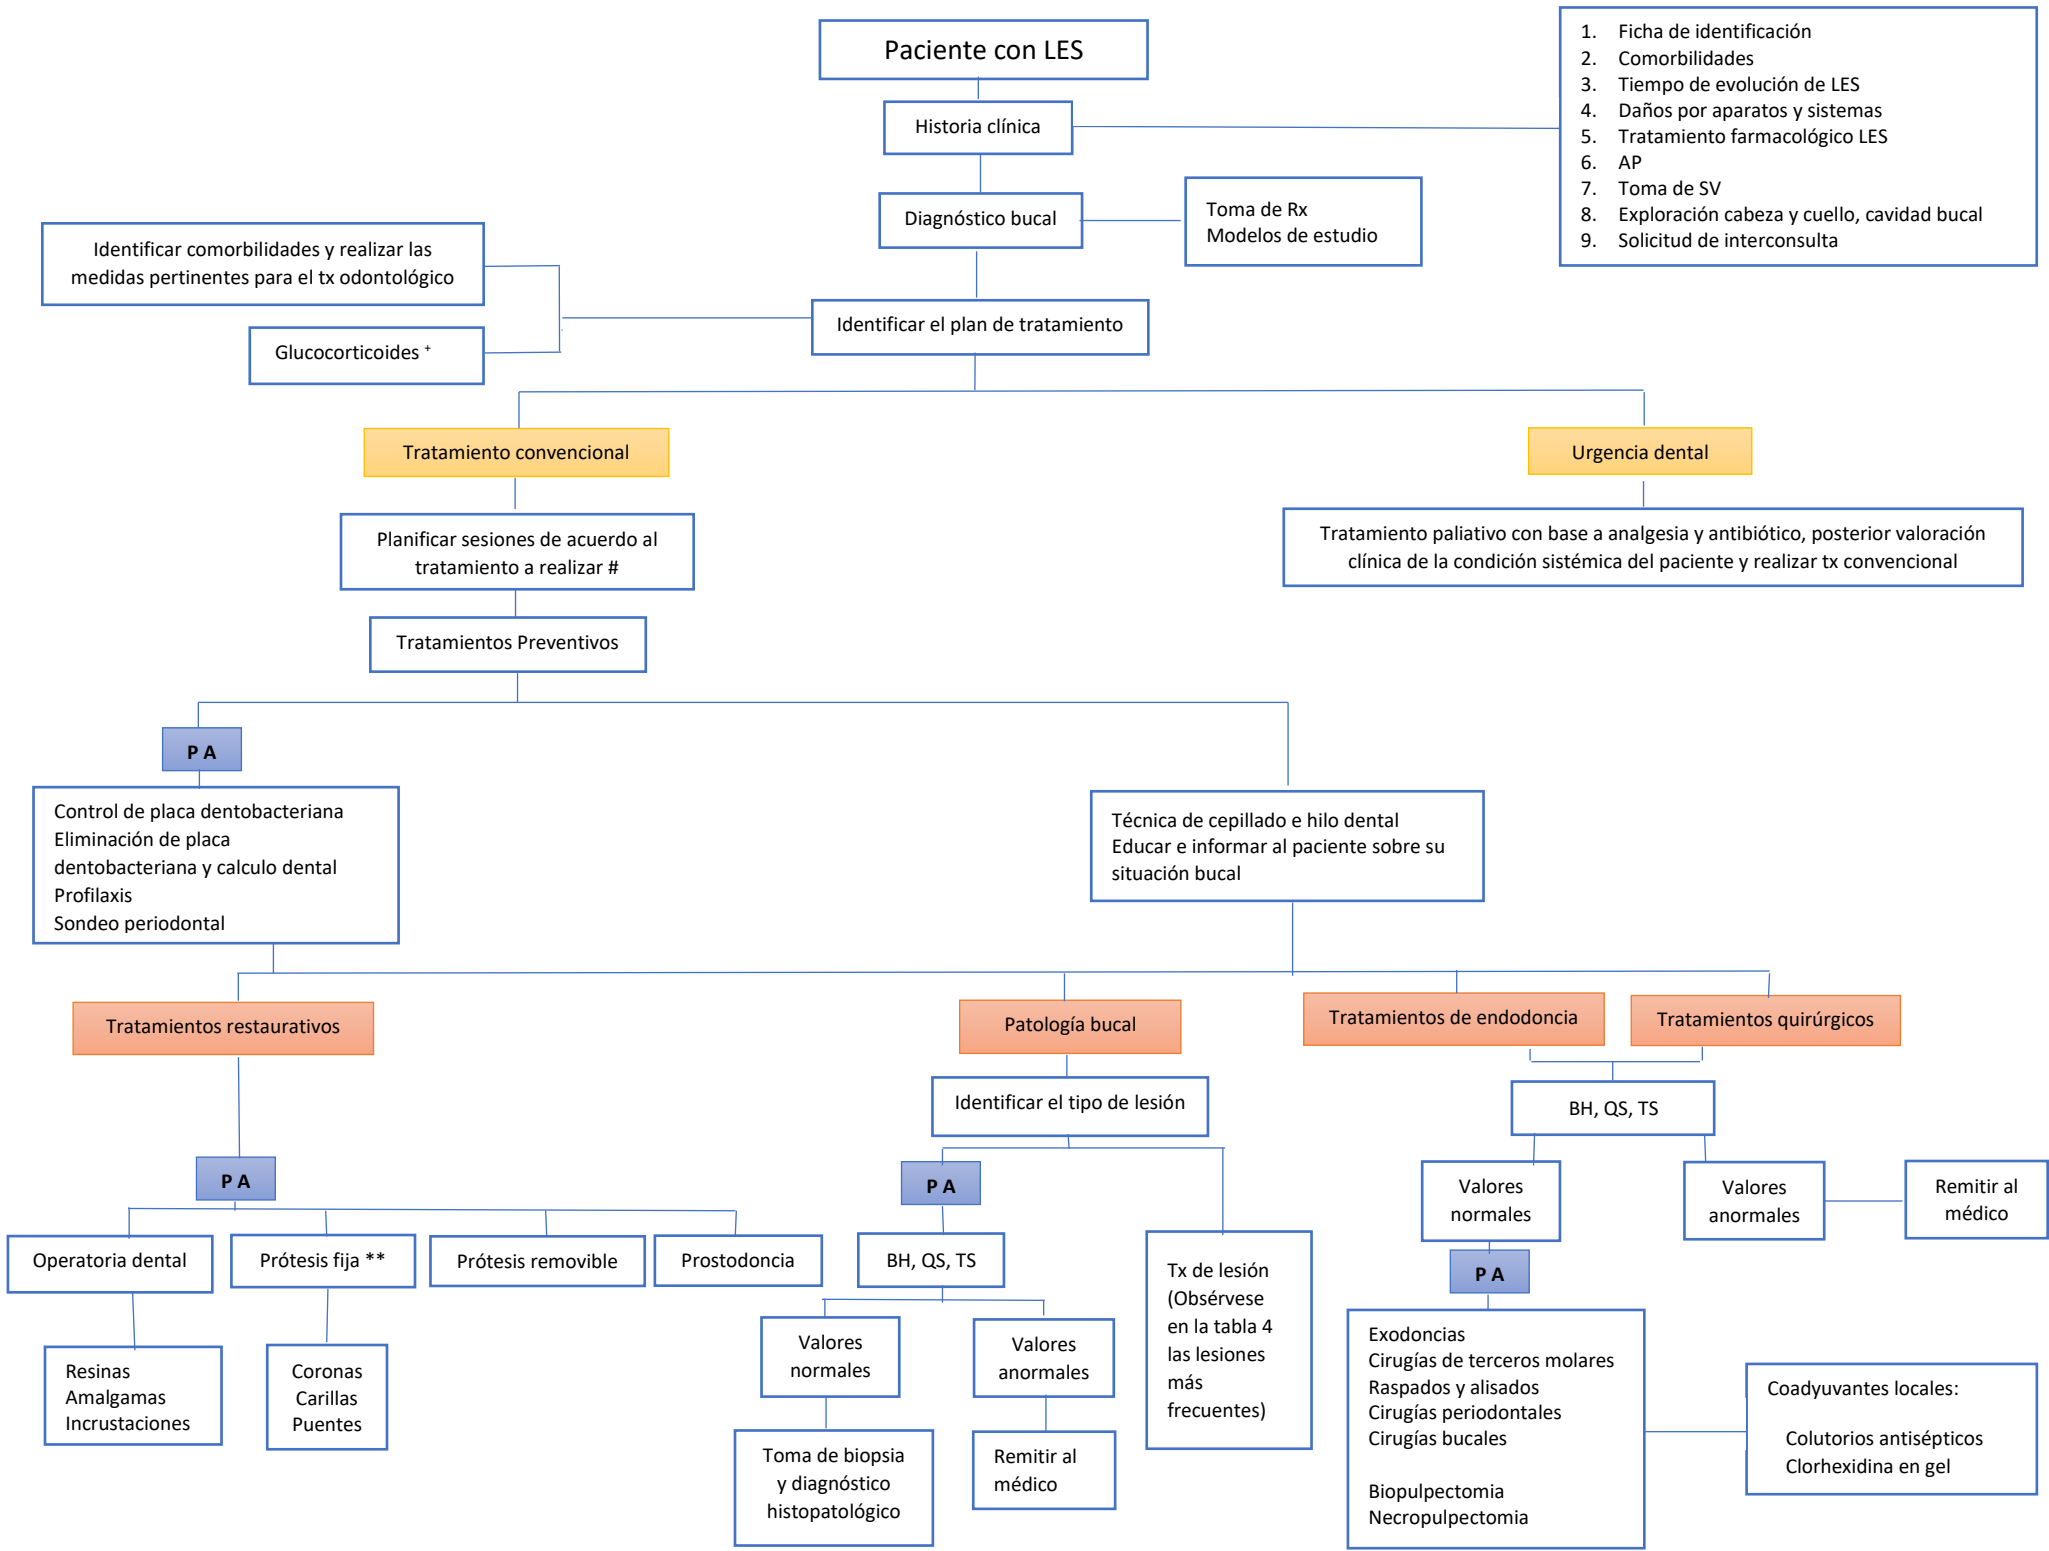 Paciente con LES
1. Ficha de identificación
2. Comorbilidades
3. Tiempo de evolución de LES
4. Daños por aparatos y sistemas
5. Tratamiento farmacológico LES
6. AP
7. Toma de SV
8. Exploración cabeza y cuello, cavidad bucal
9. Solicitud de interconsulta
Historia clínica
Diagnóstico bucal
Toma de Rx
Modelos de estudio
Identificar comorbilidades y realizar las
medidas pertinentes para el tx odontológico
Glucocorticoides +
Identificar el plan de tratamiento
Tratamiento convencional
Urgencia dental
Planificar sesiones de acuerdo al
tratamiento a realizar #
Tratamiento paliativo con base a analgesia y antibiótico, posterior valoración
clínica de la condición sistémica del paciente y realizar tx convencional
Tratamientos Preventivos
P A
Control de placa dentobacteriana
Eliminación de placa
dentobacteriana y calculo dental
Profilaxis
Sondeo periodontal
Técnica de cepillado e hilo dental
Educar e informar al paciente sobre su
situación bucal
Tratamientos restaurativos
Patología bucal
Tratamientos de endodoncia
Tratamientos quirúrgicos
P A
Operatoria dental
Prótesis fija **
Prótesis removible
Prostodoncia
Resinas
Amalgamas
Incrustaciones
Coronas
Carillas
Puentes
Identificar el tipo de lesión
P A
BH, QS, TS
Valores
normales
Valores
anormales
Toma de biopsia
y diagnóstico
histopatológico
Remitir al
médico
Tx de lesión
(Obsérvese
en la tabla 4
las lesiones
más
frecuentes)
BH, QS, TS
Valores
normales
Valores
anormales
Remitir al
médico
P A
Exodoncias
Cirugías de terceros molares
Raspados y alisados
Cirugías periodontales
Cirugías bucales
Biopulpectomia
Necropulpectomia
Coadyuvantes locales:
Colutorios antisépticos
Clorhexidina en gel